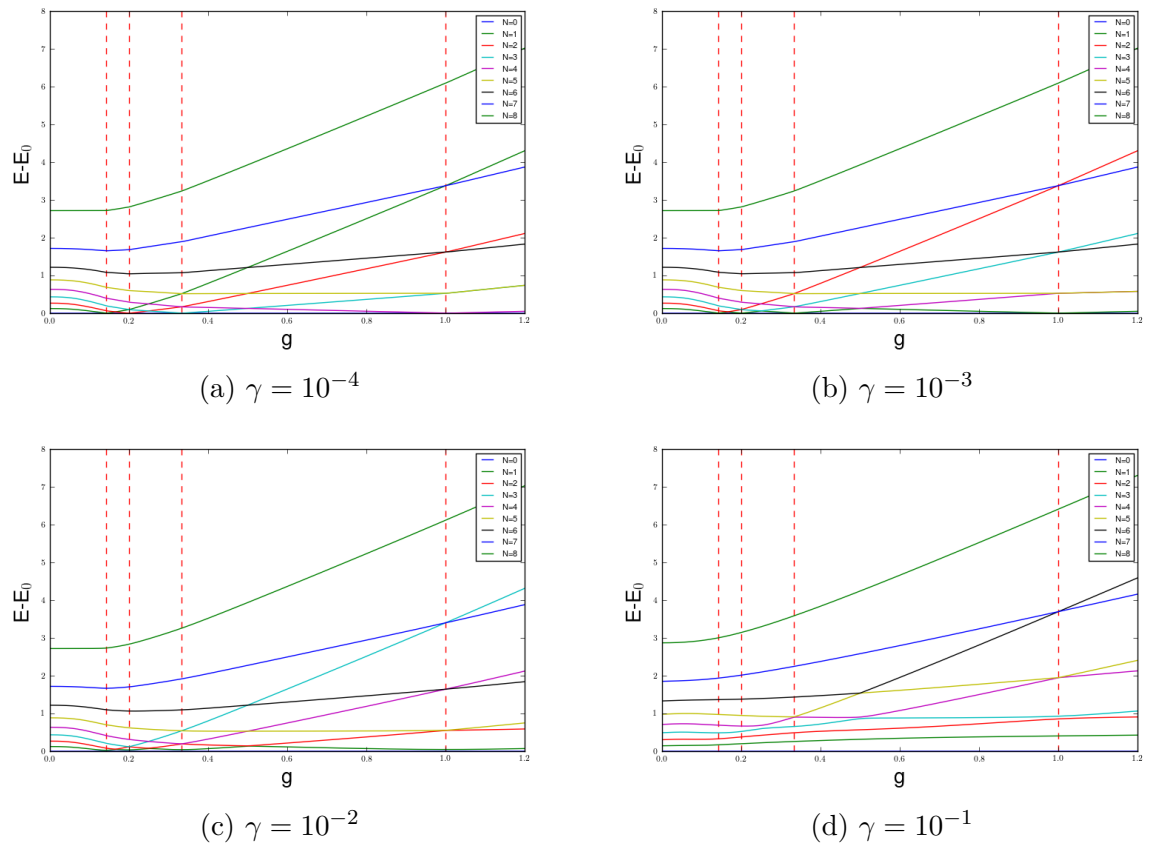 8
7
6
5
4
3
2
1
0
E-E₀
0.0 0.2 0.4 0.6 0.8 1.0 1.2
g
N=0
N=1
N=2
N=3
N=4
N=5
N=6
N=7
N=8
(a) γ = 10⁻⁴
8
7
6
5
4
3
2
1
0
E-E₀
0.0 0.2 0.4 0.6 0.8 1.0 1.2
g
N=0
N=1
N=2
N=3
N=4
N=5
N=6
N=7
N=8
(b) γ = 10⁻³
8
7
6
5
4
3
2
1
0
E-E₀
0.0 0.2 0.4 0.6 0.8 1.0 1.2
g
N=0
N=1
N=2
N=3
N=4
N=5
N=6
N=7
N=8
(c) γ = 10⁻²
8
7
6
5
4
3
2
1
0
E-E₀
0.0 0.2 0.4 0.6 0.8 1.0 1.2
g
N=0
N=1
N=2
N=3
N=4
N=5
N=6
N=7
N=8
(d) γ = 10⁻¹